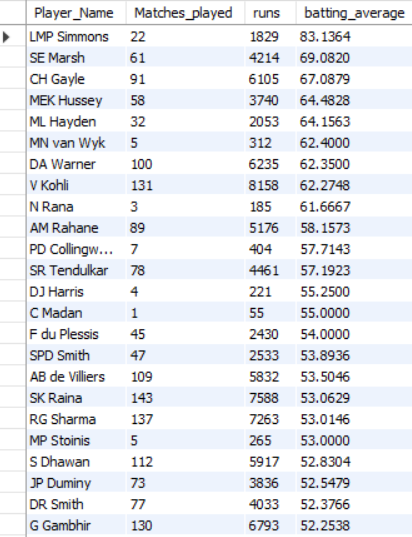 Player_Name Matches_played runs batting_average
LMP Simmons 22 1829 83.1364
SE Marsh 61 4214 69.0820
CH Gayle 91 6105 67.0879
MEK Hussey 58 3740 64.4828
ML Hayden 32 2053 64.1563
MN van Wyk 5 312 62.4000
DA Warner 100 6235 62.3500
V Kohli 131 8158 62.2748
N Rana 3 185 61.6667
AM Rahane 89 5176 58.1573
PD Collingw... 7 404 57.7143
SR Tendulkar 78 4461 57.1923
DJ Harris 4 221 55.2500
C Madan 1 55 55.0000
F du Plessis 45 2430 54.0000
SPD Smith 47 2533 53.8936
AB de Villiers 109 5832 53.5046
SK Raina 143 7588 53.0629
RG Sharma 137 7263 53.0146
MP Stoinis 5 265 53.0000
S Dhawan 112 5917 52.8304
JP Duminy 73 3836 52.5479
DR Smith 77 4033 52.3766
G Gambhir 130 6793 52.2538